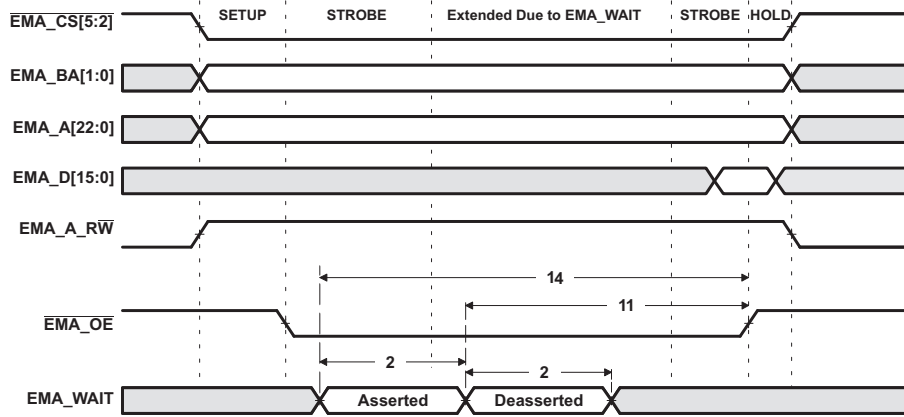 SETUP STROBE Extended Due to EMA_WAIT STROBE HOLD
EMA_CS[5:2]
EMA_BA[1:0]
EMA_A[22:0]
EMA_D[15:0]
EMA_A_RW
14
11
EMA_OE
2
2
EMA_WAIT Asserted Deasserted